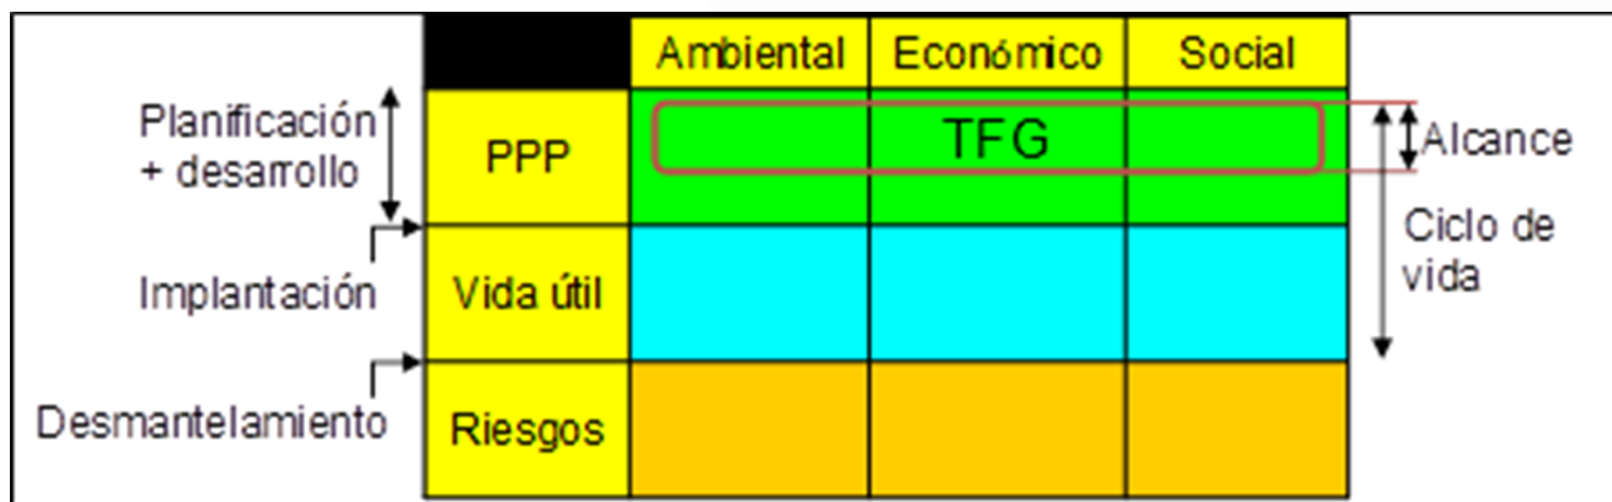 Ambiental Económico Social
Planificación
+ desarrollo
PPP
TFG
Alcance
Ciclo de
vida
Implantación
Vida útil
Desmantelamiento
Riesgos